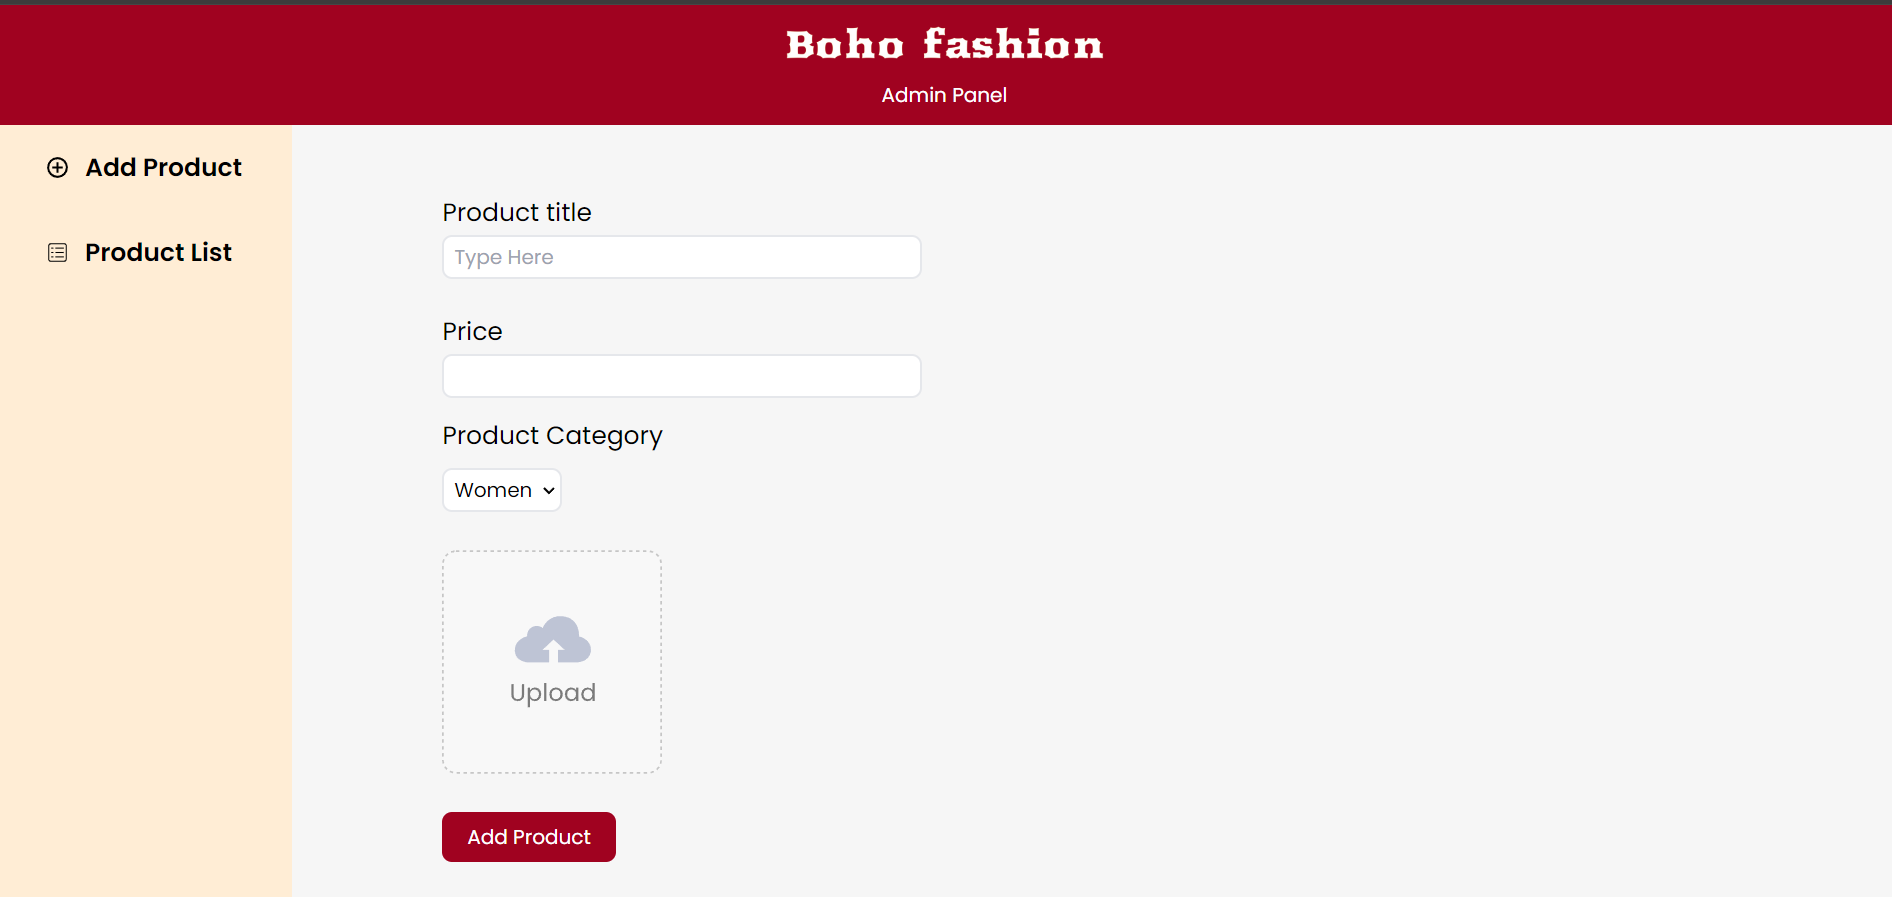 Boho fashion
Admin Panel
Add Product
Product List
Product title
Type Here
Price
Product Category
Women
Upload
Add Product